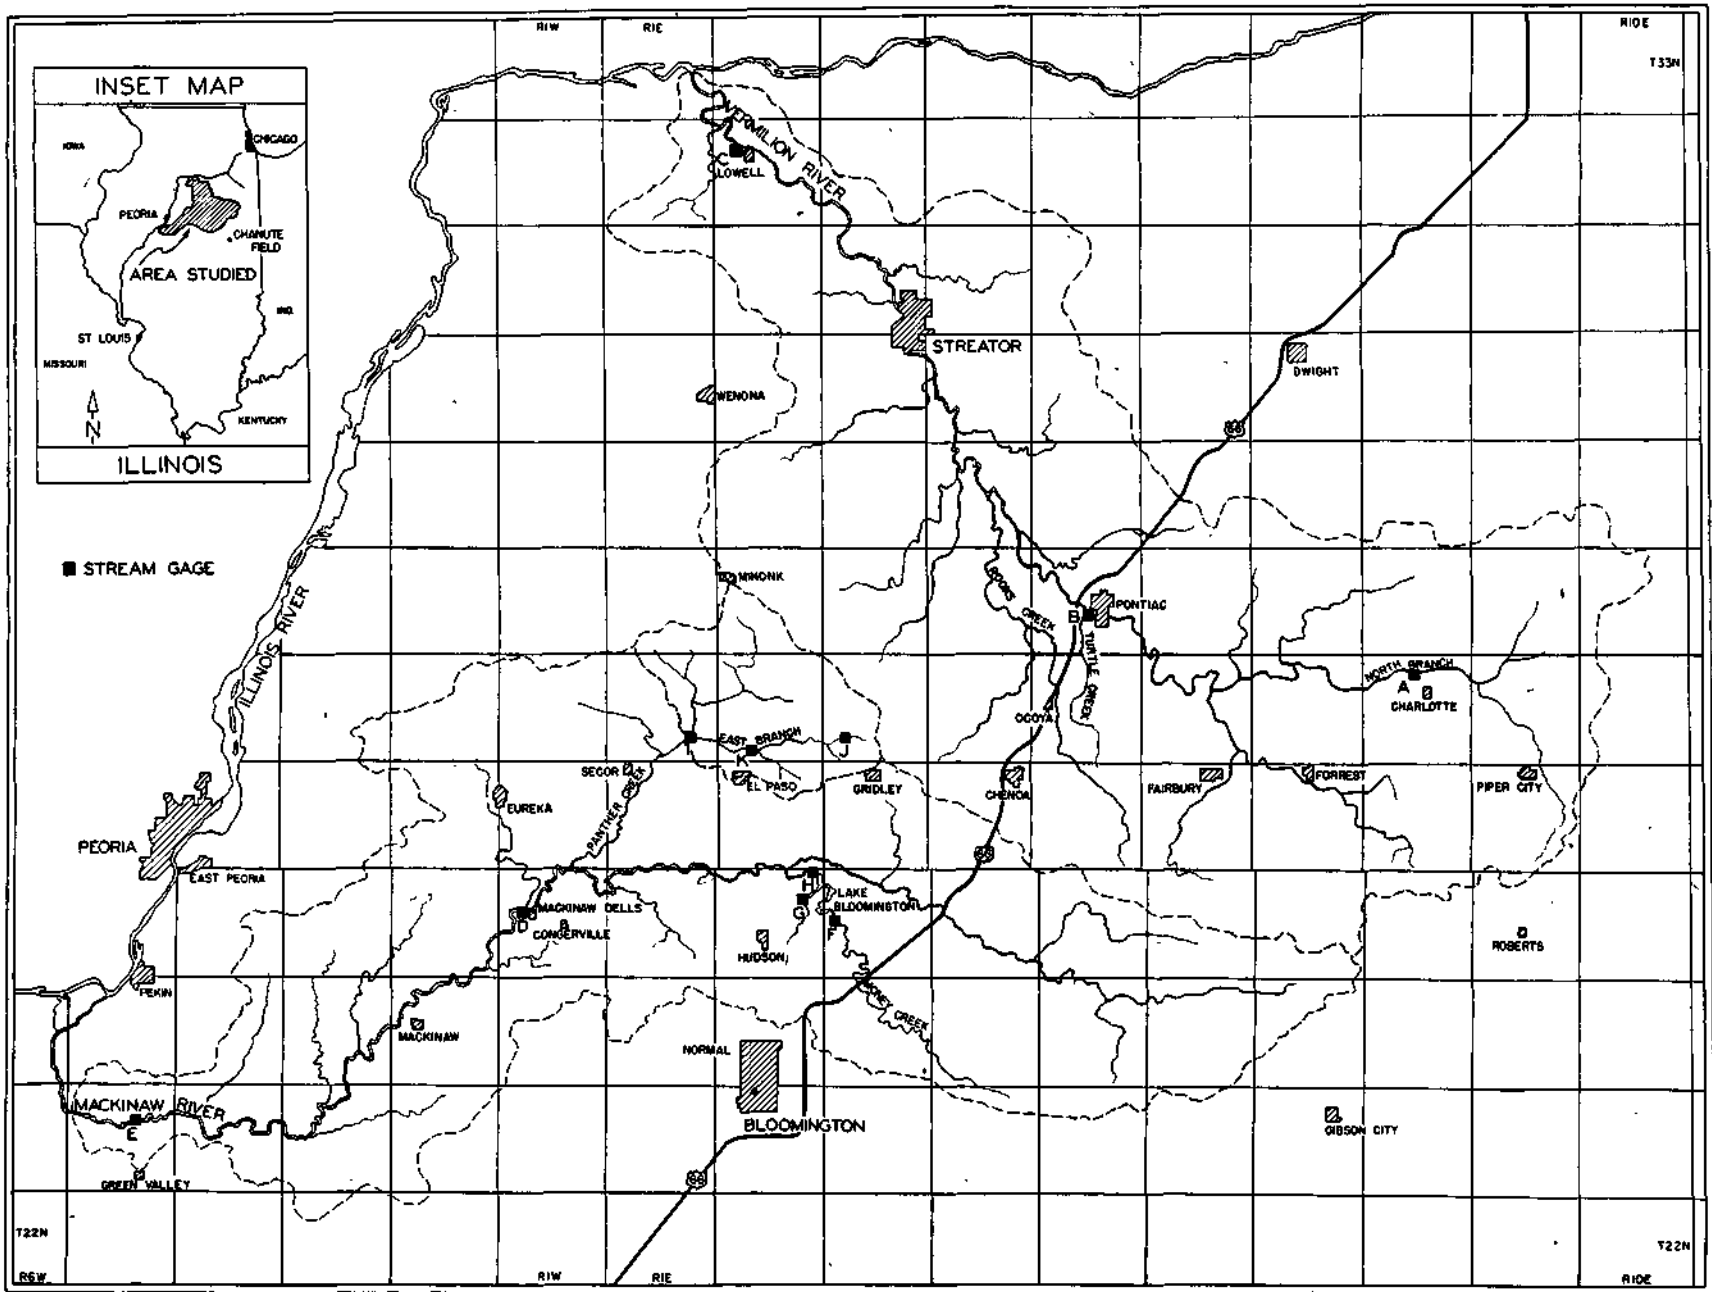 R1W
R1E
R10E
T33N
INSET MAP
IOWA
CHICAGO
PEORIA
CHANUTE
FIELD
AREA STUDIED
IND.
ST LOUIS
MISSOURI
KENTUCKY
N
ILLINOIS
VERMILION RIVER
C
LOWELL
STREATOR
DWIGHT
WENONA
66
STREAM GAGE
ILLINOIS RIVER
MINONK
ROOKS CREEK
B
PONTIAC
TURTLE CREEK
NORTH BRANCH
A
CHARLOTTE
OCOYA
EAST BRANCH
I
K
J
SECOR
EL PASO
GRIDLEY
CHENOA
FAIRBURY
FORREST
PIPER CITY
EUREKA
PANTHER CREEK
PEORIA
EAST PEORIA
66
H
LAKE
BLOOMINGTON
G
F
MACKINAW DELLS
D
CONGERVILLE
HUDSON
ROBERTS
PEKIN
MONEY CREEK
MACKINAW
NORMAL
MACKINAW RIVER
E
BLOOMINGTON
GIBSON CITY
GREEN VALLEY
66
T22N
T22N
R6W
R1W
R1E
R10E